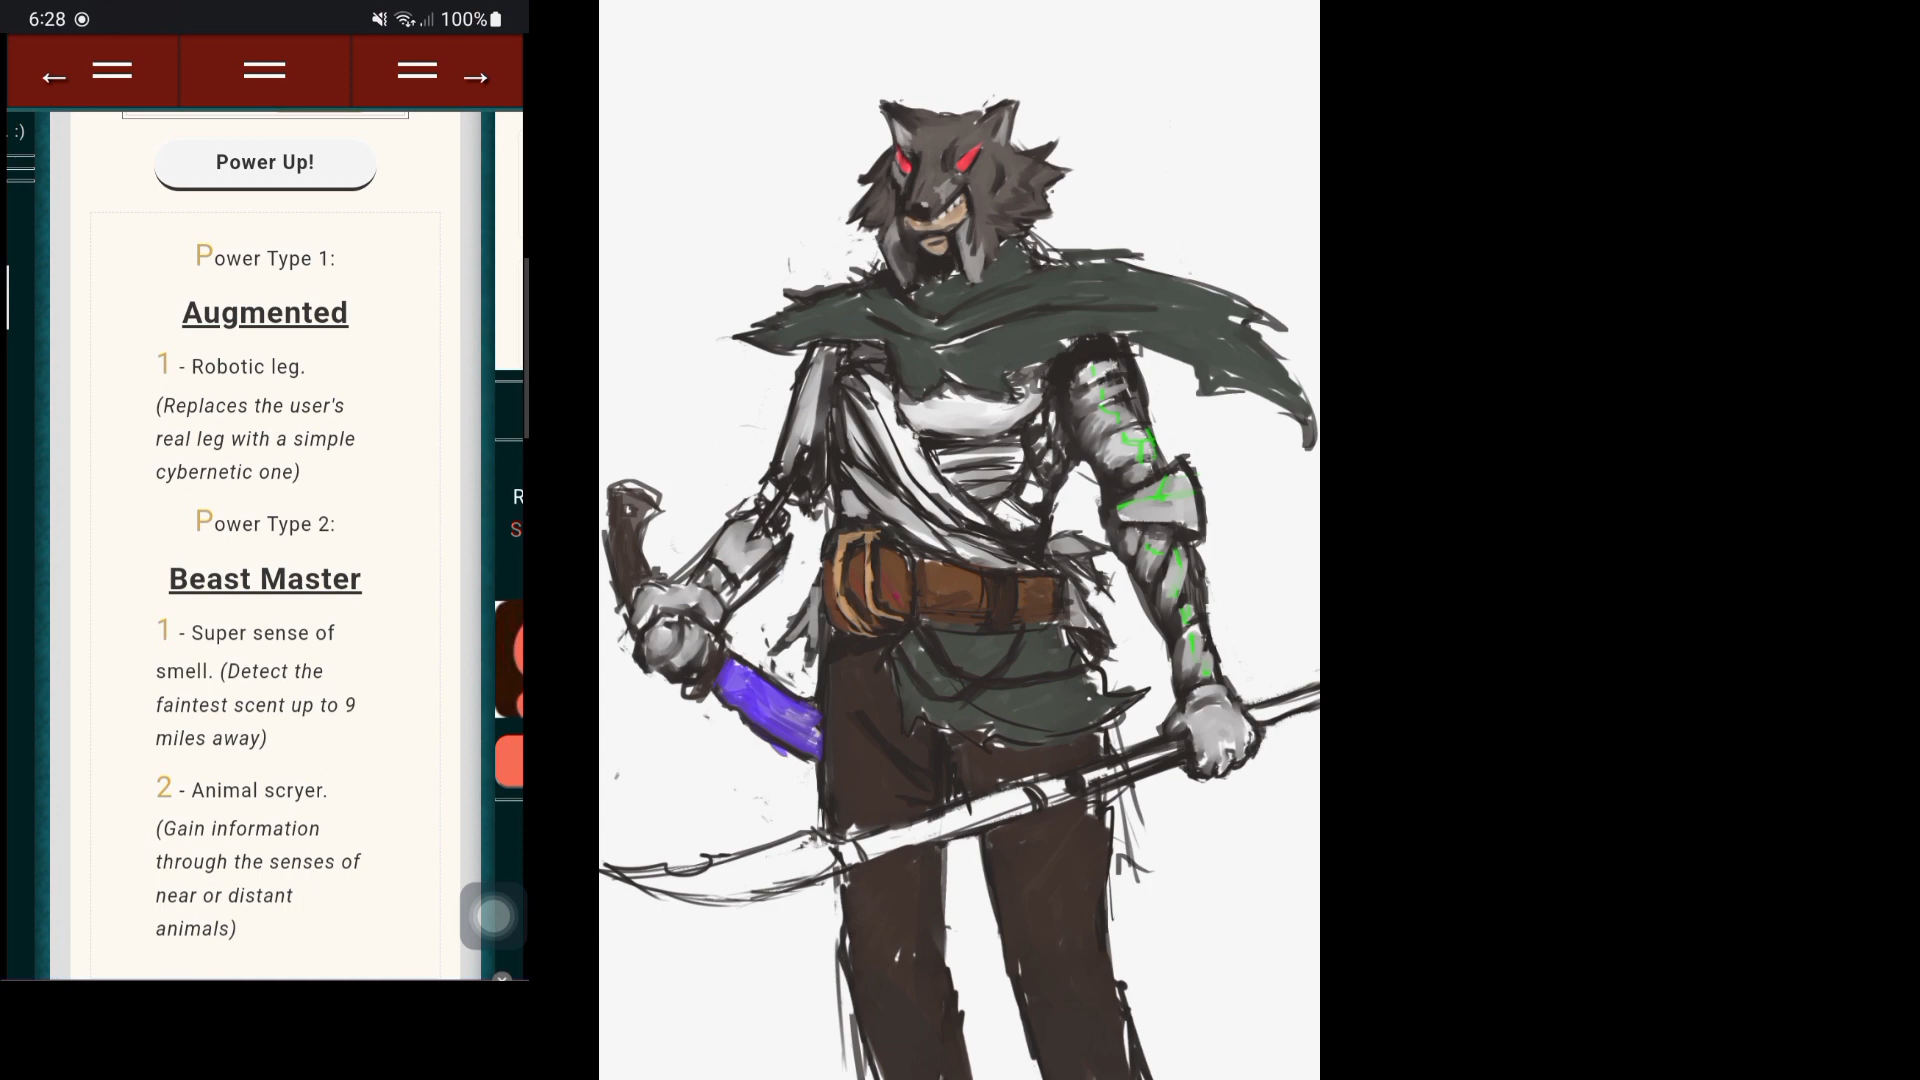 6:28 100%
. :)
Power Up!
Power Type 1:
Augmented
1 - Robotic leg.
(Replaces the user's
real leg with a simple
cybernetic one)
Power Type 2:
Beast Master
1 - Super sense of
smell. (Detect the
faintest scent up to 9
miles away)
2 - Animal scryer.
(Gain information
through the senses of
near or distant
animals)
R
S